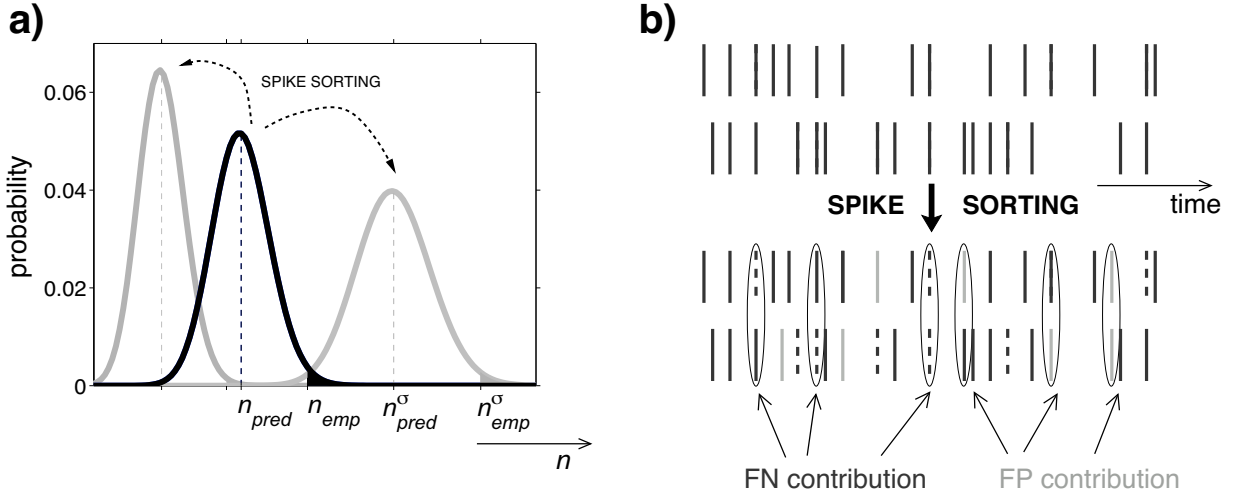 a)
SPIKE SORTING
probability
0.06
0.04
0.02
0
n_pred
n_emp
n^σ_pred
n^σ_emp
n
b)
SPIKE SORTING
time
FN contribution
FP contribution